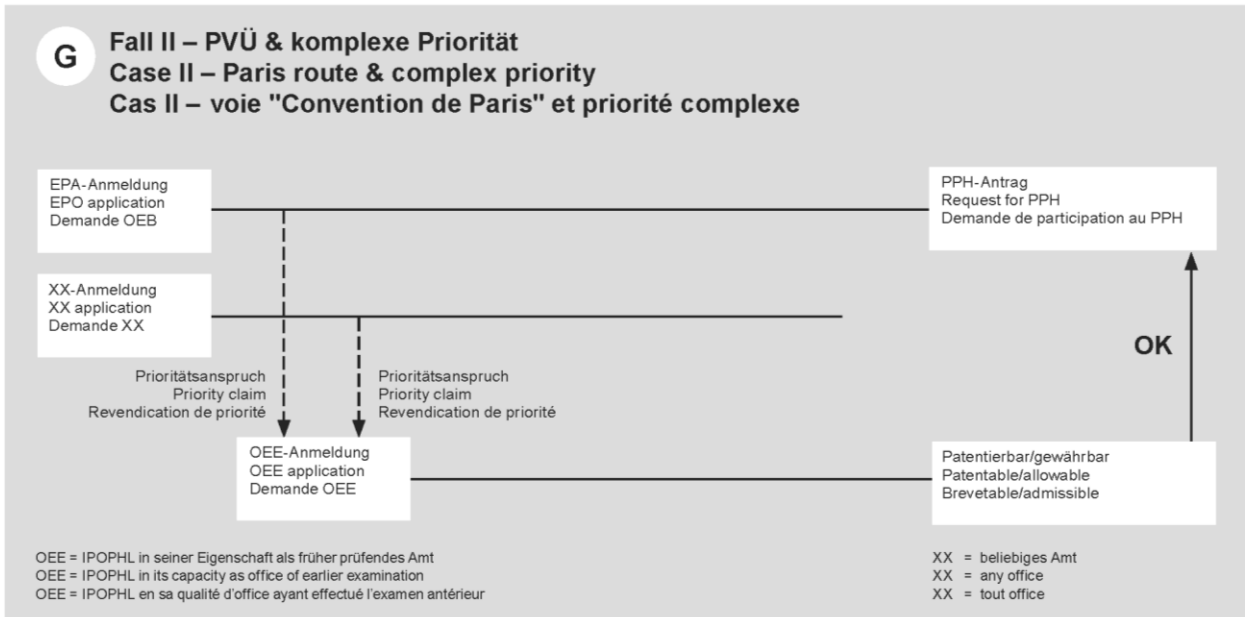 G
Fall II – PVÜ & komplexe Priorität
Case II – Paris route & complex priority
Cas II – voie "Convention de Paris" et priorité complexe
EPA-Anmeldung
EPO application
Demande OEB
PPH-Antrag
Request for PPH
Demande de participation au PPH
XX-Anmeldung
XX application
Demande XX
OK
Prioritätsanspruch
Priority claim
Revendication de priorité
Prioritätsanspruch
Priority claim
Revendication de priorité
OEE-Anmeldung
OEE application
Demande OEE
Patentierbar/gewährbar
Patentable/allowable
Brevetable/admissible
OEE = IPOPHL in seiner Eigenschaft als früher prüfendes Amt
OEE = IPOPHL in its capacity as office of earlier examination
OEE = IPOPHL en sa qualité d'office ayant effectué l'examen antérieur
XX = beliebiges Amt
XX = any office
XX = tout office